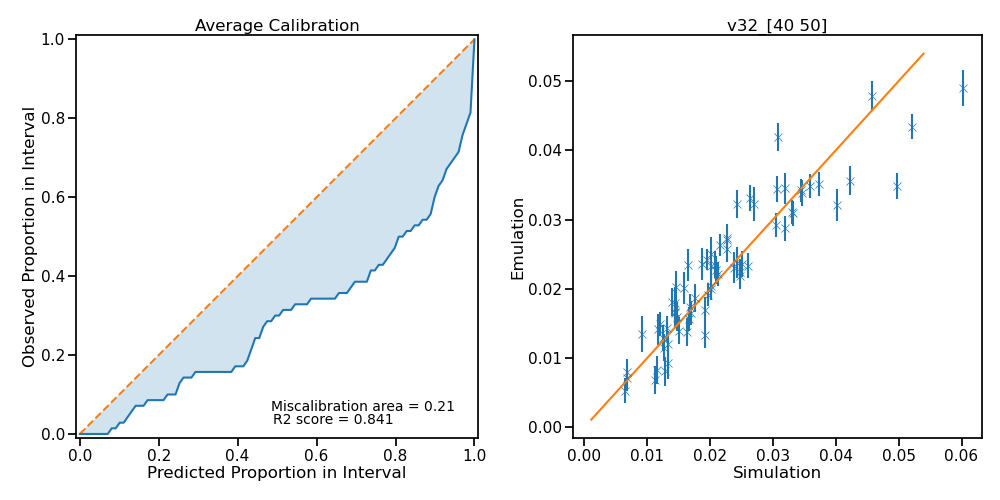 Average Calibration
1.0
0.8
0.6
0.4
0.2
0.0
Observed Proportion in Interval
Miscalibration area = 0.21
R2 score = 0.841
0.0 0.2 0.4 0.6 0.8 1.0
Predicted Proportion in Interval
v32 [40 50]
0.05
0.04
0.03
0.02
0.01
0.00
Emulation
0.00 0.01 0.02 0.03 0.04 0.05 0.06
Simulation